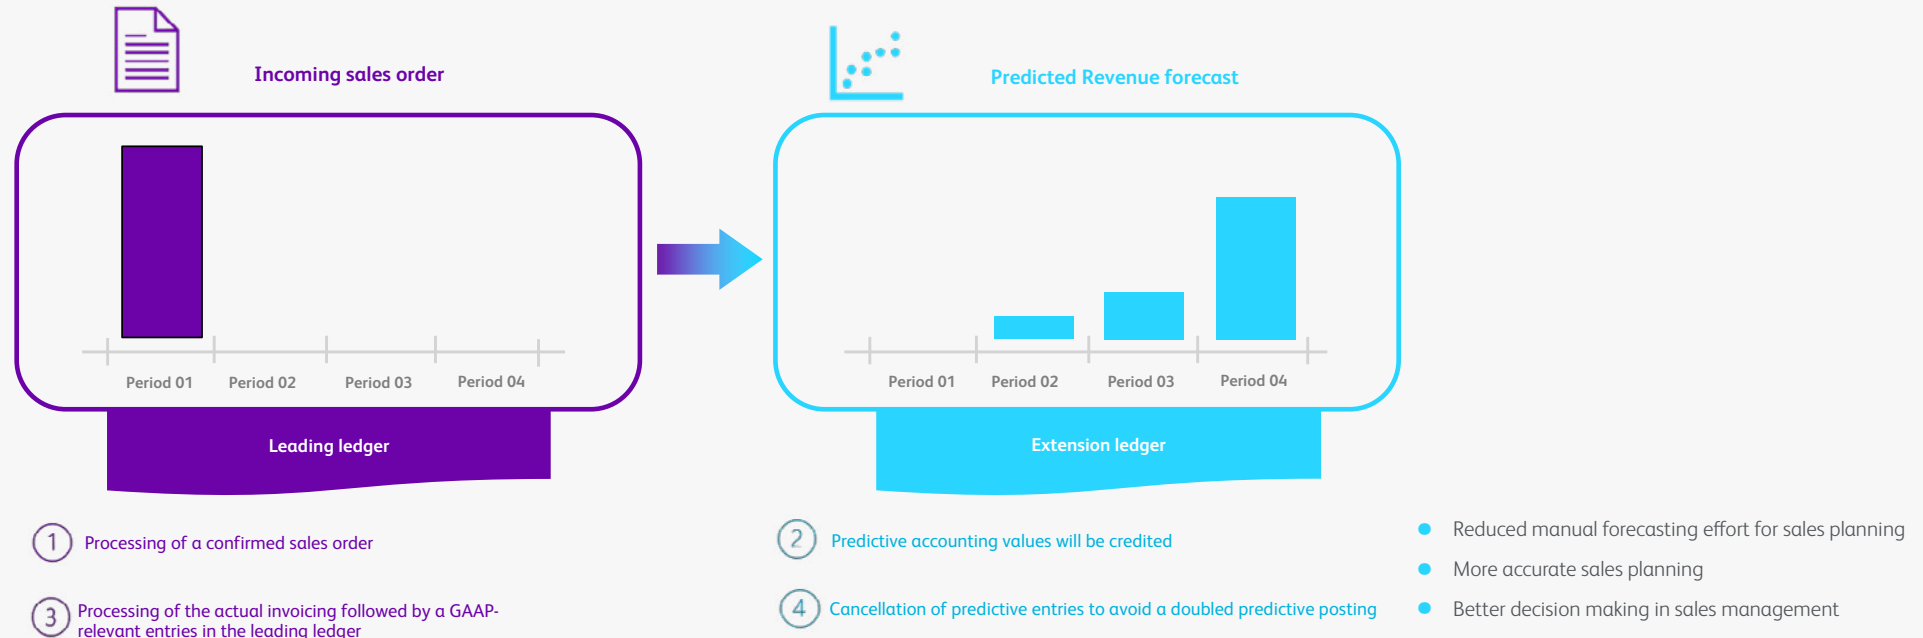 Incoming sales order
Predicted Revenue forecast
Period 01
Period 02
Period 03
Period 04
Period 01
Period 02
Period 03
Period 04
Leading ledger
Extension ledger
1 Processing of a confirmed sales order
2 Predictive accounting values will be credited
3 Processing of the actual invoicing followed by a GAAP-
relevant entries in the leading ledger
4 Cancellation of predictive entries to avoid a doubled predictive posting
Reduced manual forecasting effort for sales planning
More accurate sales planning
Better decision making in sales management